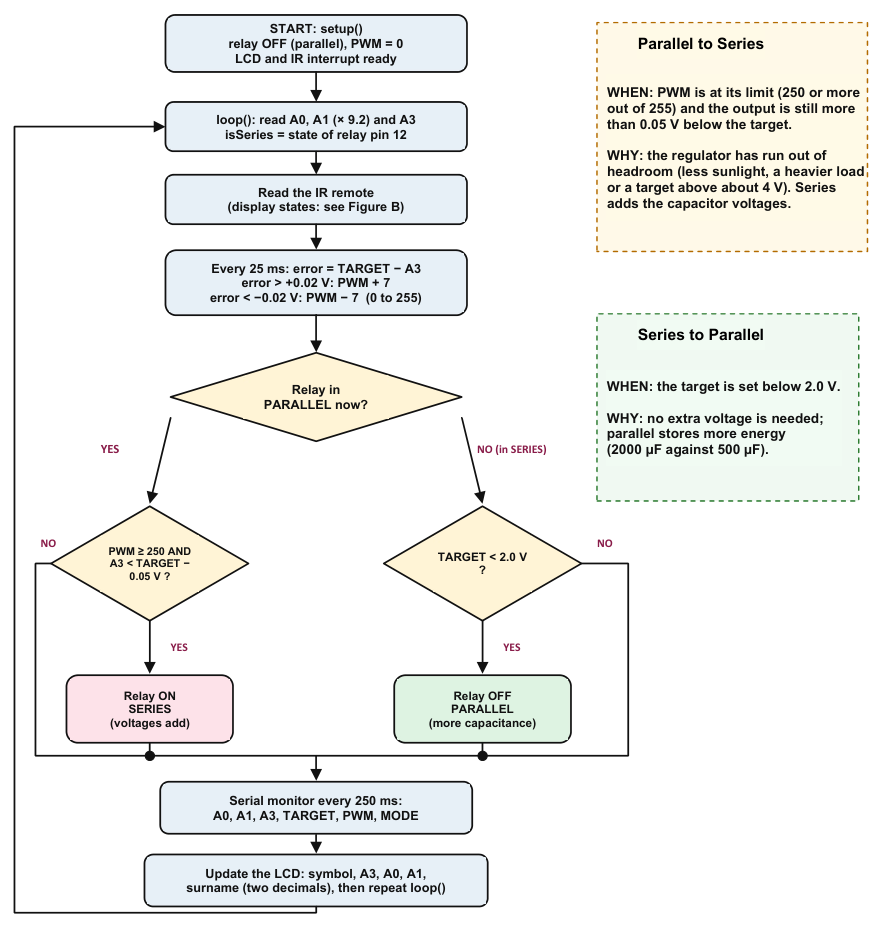 START: setup()
relay OFF (parallel), PWM = 0
LCD and IR interrupt ready
loop(): read A0, A1 (× 9.2) and A3
isSeries = state of relay pin 12
Read the IR remote
(display states: see Figure B)
Every 25 ms: error = TARGET − A3
error > +0.02 V: PWM + 7
error < −0.02 V: PWM − 7 (0 to 255)
Relay in
PARALLEL now?
YES
NO (in SERIES)
NO
PWM ≥ 250 AND
A3 < TARGET −
0.05 V ?
TARGET < 2.0 V
?
NO
YES
YES
Relay ON
SERIES
(voltages add)
Relay OFF
PARALLEL
(more capacitance)
Serial monitor every 250 ms:
A0, A1, A3, TARGET, PWM, MODE
Update the LCD: symbol, A3, A0, A1,
surname (two decimals), then repeat loop()
Parallel to Series
WHEN: PWM is at its limit (250 or more
out of 255) and the output is still more
than 0.05 V below the target.
WHY: the regulator has run out of
headroom (less sunlight, a heavier load
or a target above about 4 V). Series
adds the capacitor voltages.
Series to Parallel
WHEN: the target is set below 2.0 V.
WHY: no extra voltage is needed;
parallel stores more energy
(2000 µF against 500 µF).